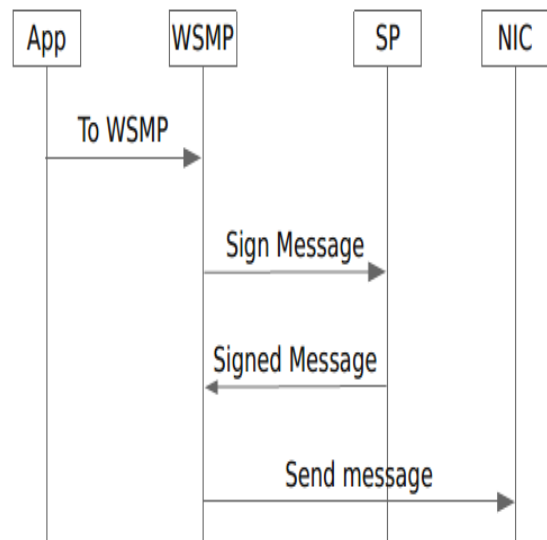 App
WSMP
SP
NIC
To WSMP
Sign Message
Signed Message
Send message